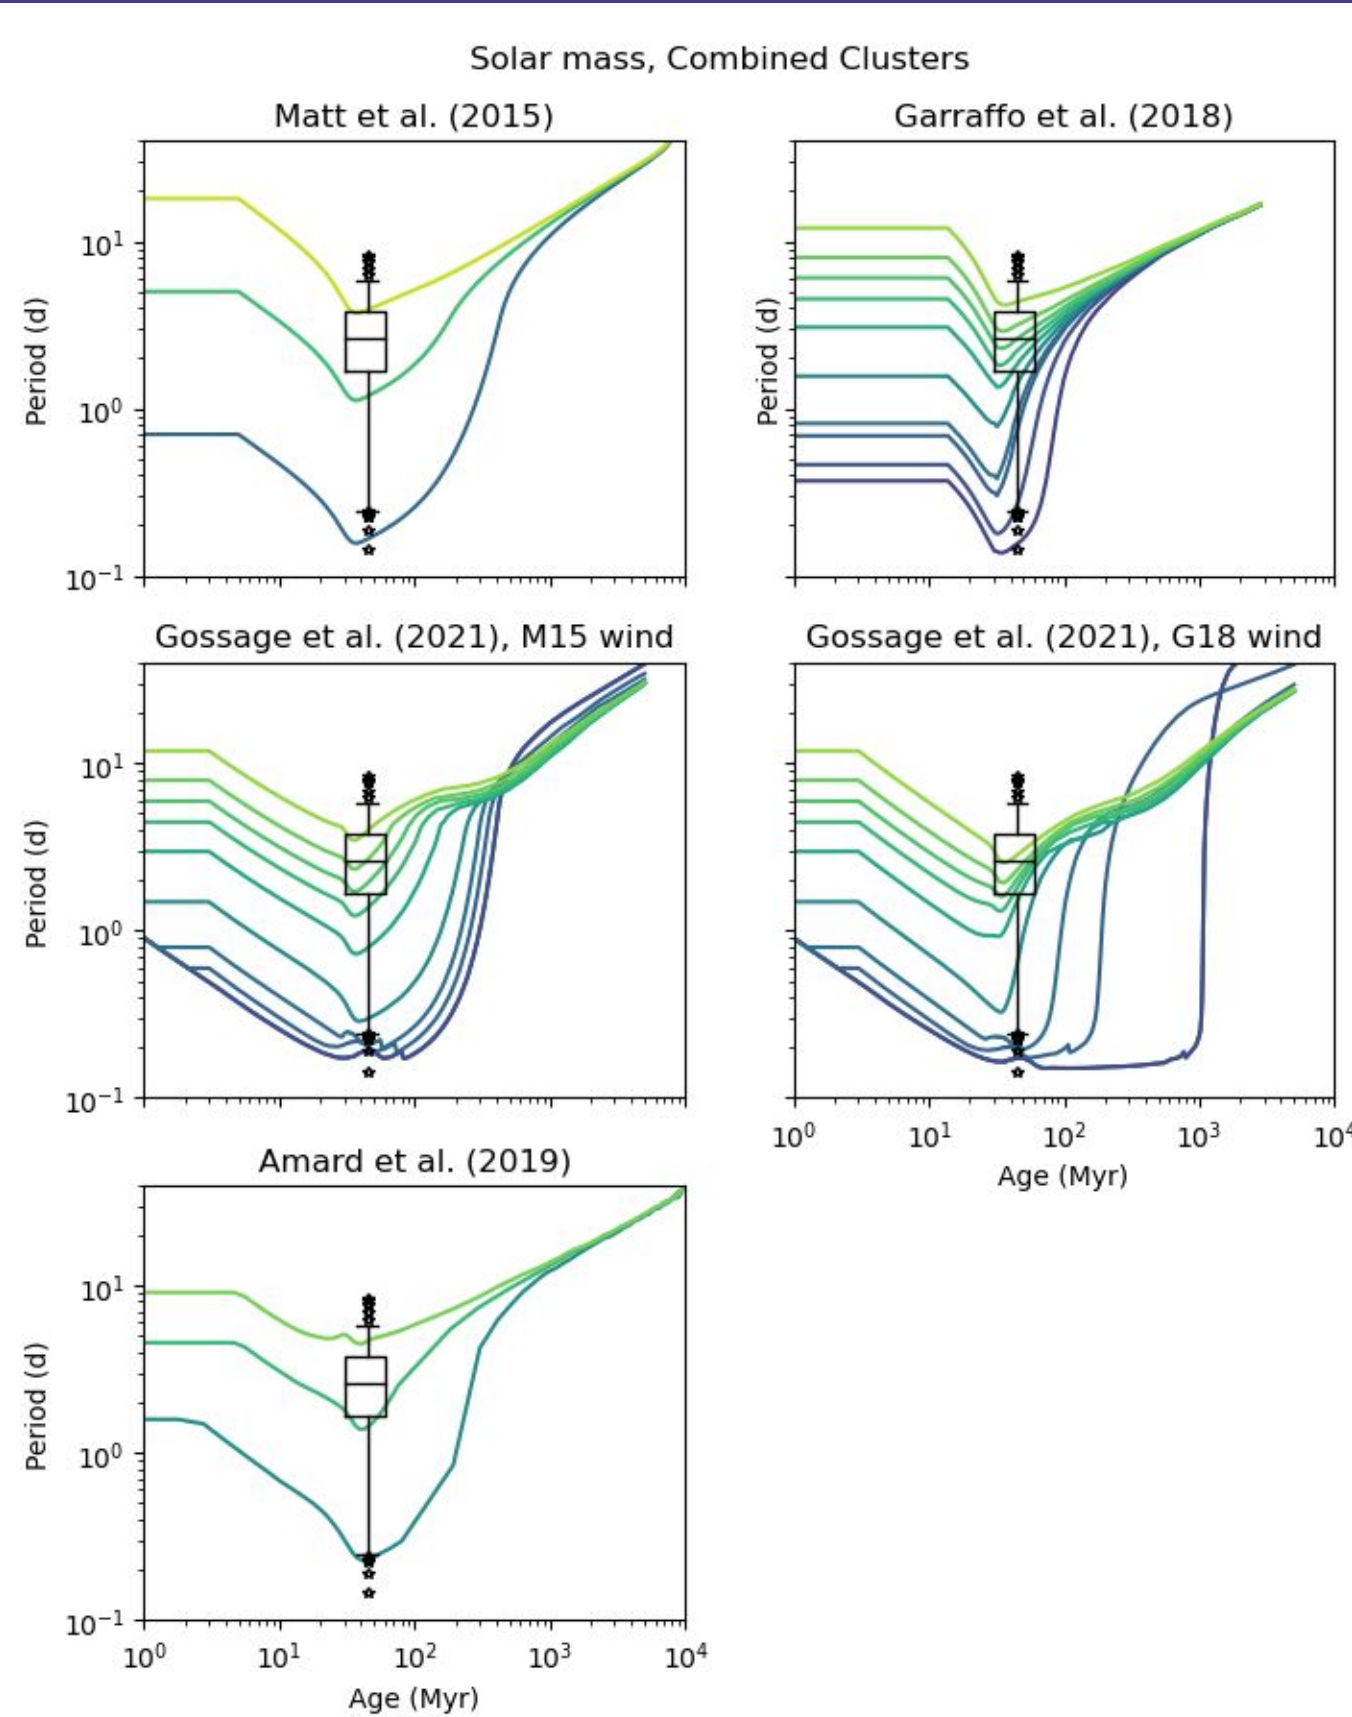 Solar mass, Combined Clusters
Matt et al. (2015)
Period (d)
10¹
10⁰
10⁻¹
Garraffo et al. (2018)
Period (d)
Gossage et al. (2021), M15 wind
Period (d)
10¹
10⁰
10⁻¹
Gossage et al. (2021), G18 wind
10⁰ 10¹ 10² 10³ 10⁴
Age (Myr)
Amard et al. (2019)
Period (d)
10¹
10⁰
10⁻¹
10⁰ 10¹ 10² 10³ 10⁴
Age (Myr)